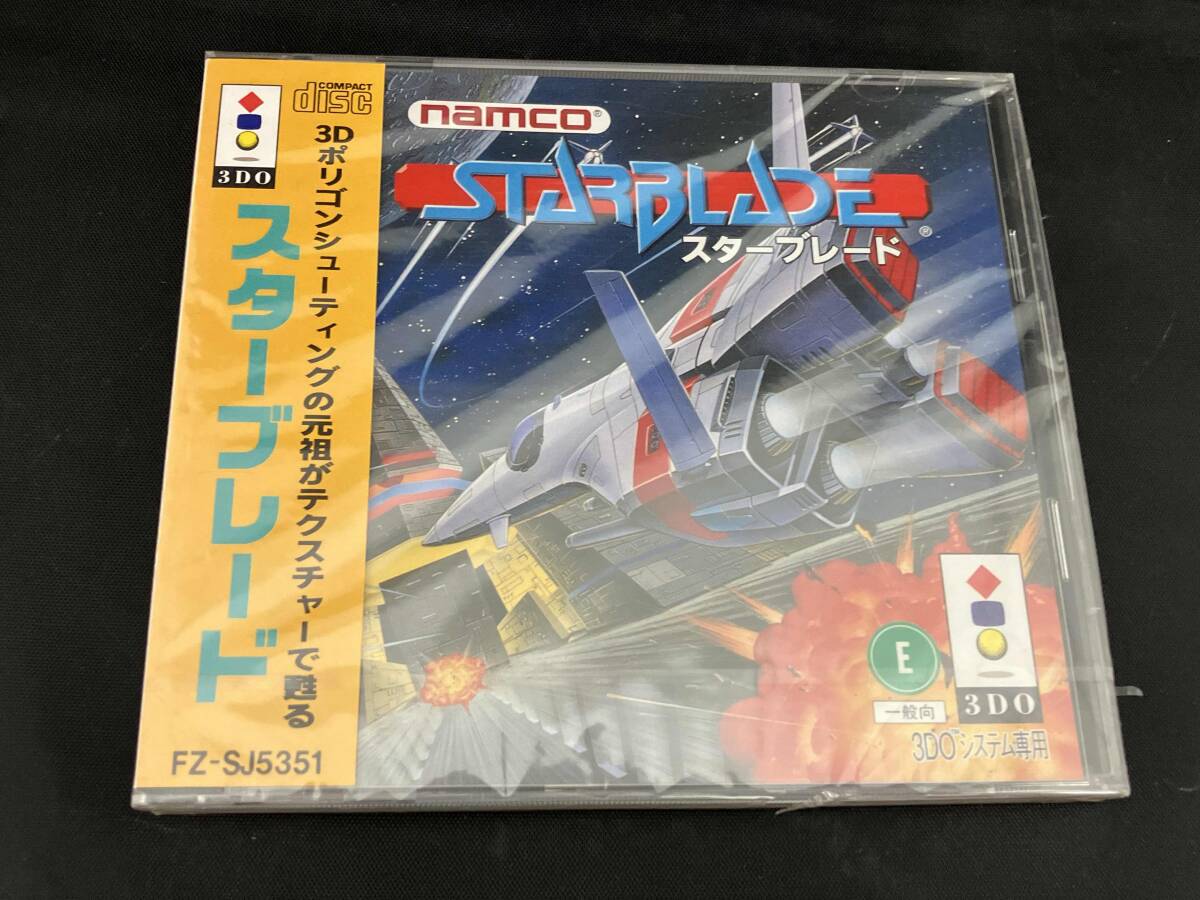 3DO
COMPACT
disc
3Dポリゴンシューティングの元祖がテクスチャーで甦る
スターブレード
FZ-SJ5351
namco®
STARBLADE®
スターブレード
E
一般向
3DO
3DO™システム専用